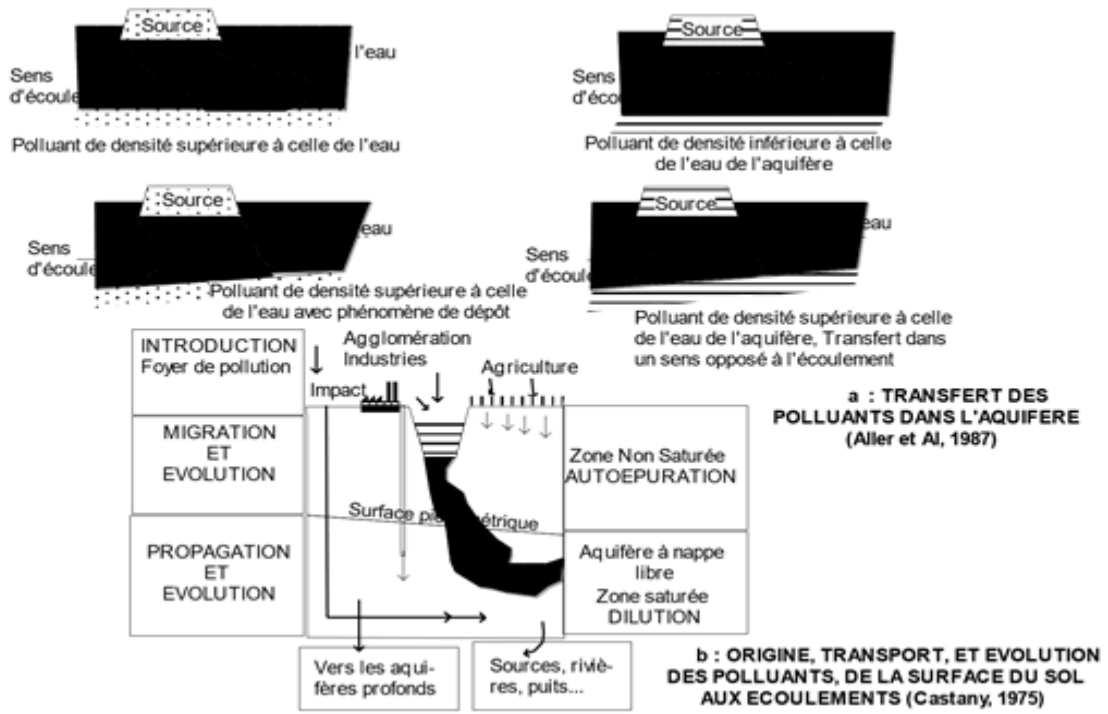 Source
l'eau
Sens
d'écoule
Polluant de densité supérieure à celle de l'eau
Source
Sens
d'éco
Polluant de densité inférieure à celle
de l'eau de l'aquifère
Source
eau
Sens
d'écoule
Polluant de densité supérieure à celle
de l'eau avec phénomène de dépôt
Source
eau
Sens
d'écoule
Polluant de densité supérieure à celle
de l'eau de l'aquifère, Transfert dans
un sens opposé à l'écoulement
a : TRANSFERT DES
POLLUANTS DANS L'AQUIFERE
(Aller et Al, 1987)
INTRODUCTION
Foyer de pollution
Agglomération
Industries
Agriculture
Impact
MIGRATION
ET
EVOLUTION
Zone Non Saturée
AUTOEPURATION
Surface pi métrique
PROPAGATION
ET
EVOLUTION
Aquifère à nappe
libre
Zone saturée
DILUTION
Vers les aqui-
fères profonds
Sources, riviè-
res, puits...
b : ORIGINE, TRANSPORT, ET EVOLUTION
DES POLLUANTS, DE LA SURFACE DU SOL
AUX ECOULEMENTS (Castany, 1975)